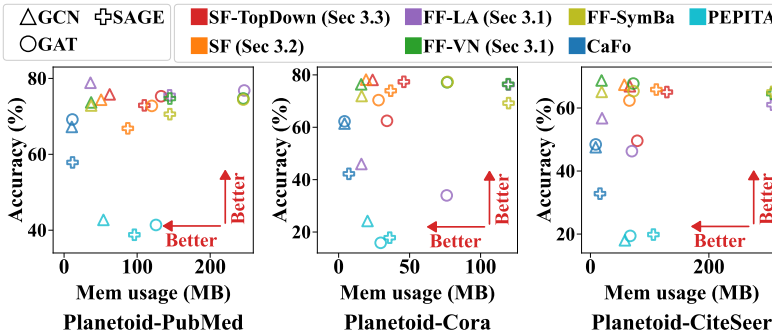 GCN SAGE
GAT
SF-TopDown (Sec 3.3) FF-LA (Sec 3.1) FF-SymBa PEPITA
SF (Sec 3.2) FF-VN (Sec 3.1) CaFo
80
60
40
Accuracy (%)
Better
Better
0 100 200
Mem usage (MB)
Planetoid-PubMed
80
60
40
20
Accuracy (%)
Better
Better
0 50 100
Mem usage (MB)
Planetoid-Cora
60
40
20
Accuracy (%)
Better
Better
0 200
Mem usage (MB)
Planetoid-CiteSeer